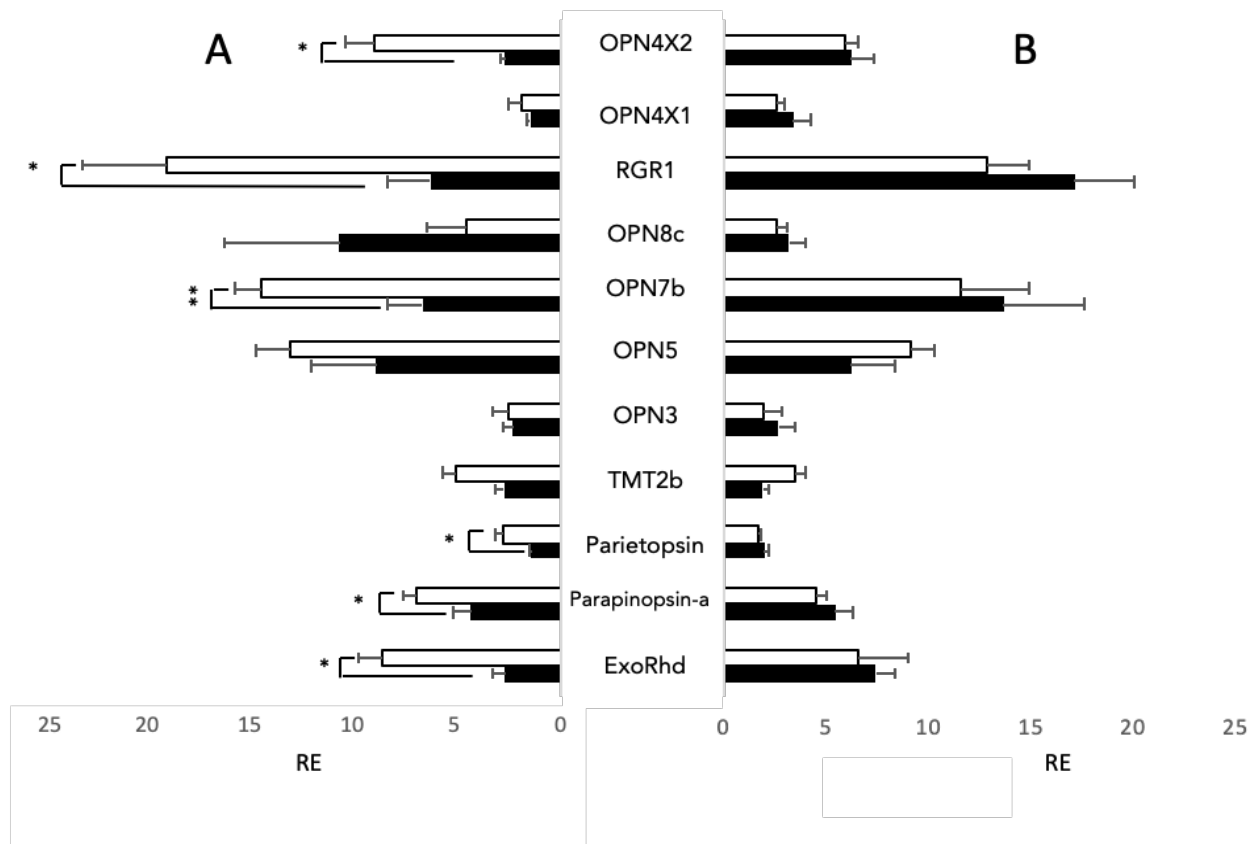 A
B
*
OPN4X2
OPN4X1
*
RGR1
OPN8c
**
OPN7b
OPN5
OPN3
TMT2b
*
Parietopsin
*
Parapinopsin-a
*
ExoRhd
25 20 15 10 5 0
0 5 10 15 20 25
RE
RE